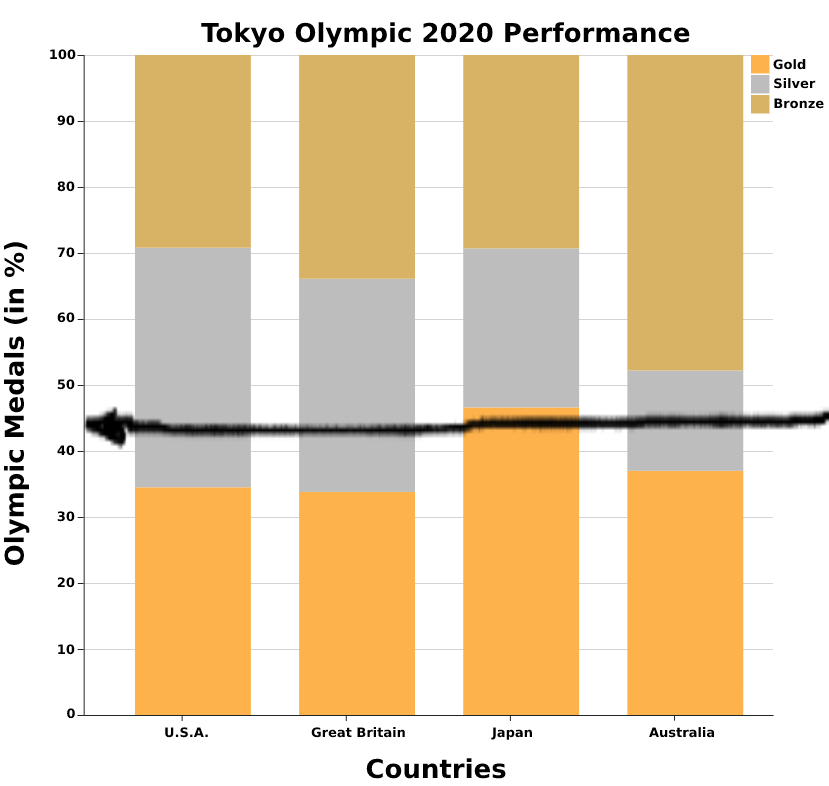 Tokyo Olympic 2020 Performance
Gold
Silver
Bronze
Olympic Medals (in %)
100
90
80
70
60
50
40
30
20
10
0
U.S.A.
Great Britain
Japan
Australia
Countries